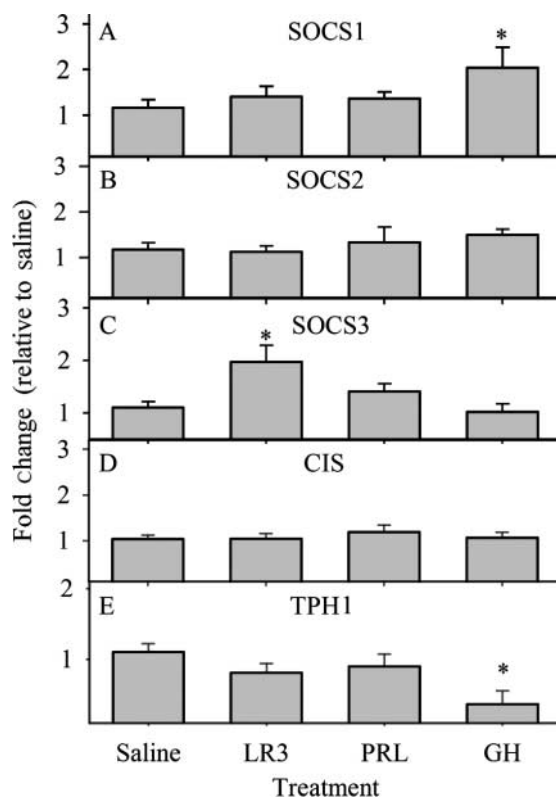 3
A SOCS1 *
2
1
3
B SOCS2
2
1
3
C SOCS3
*
2
1
3
D CIS
2
1
2
E TPH1
1
*
Saline LR3 PRL GH
Treatment
Fold change (relative to saline)